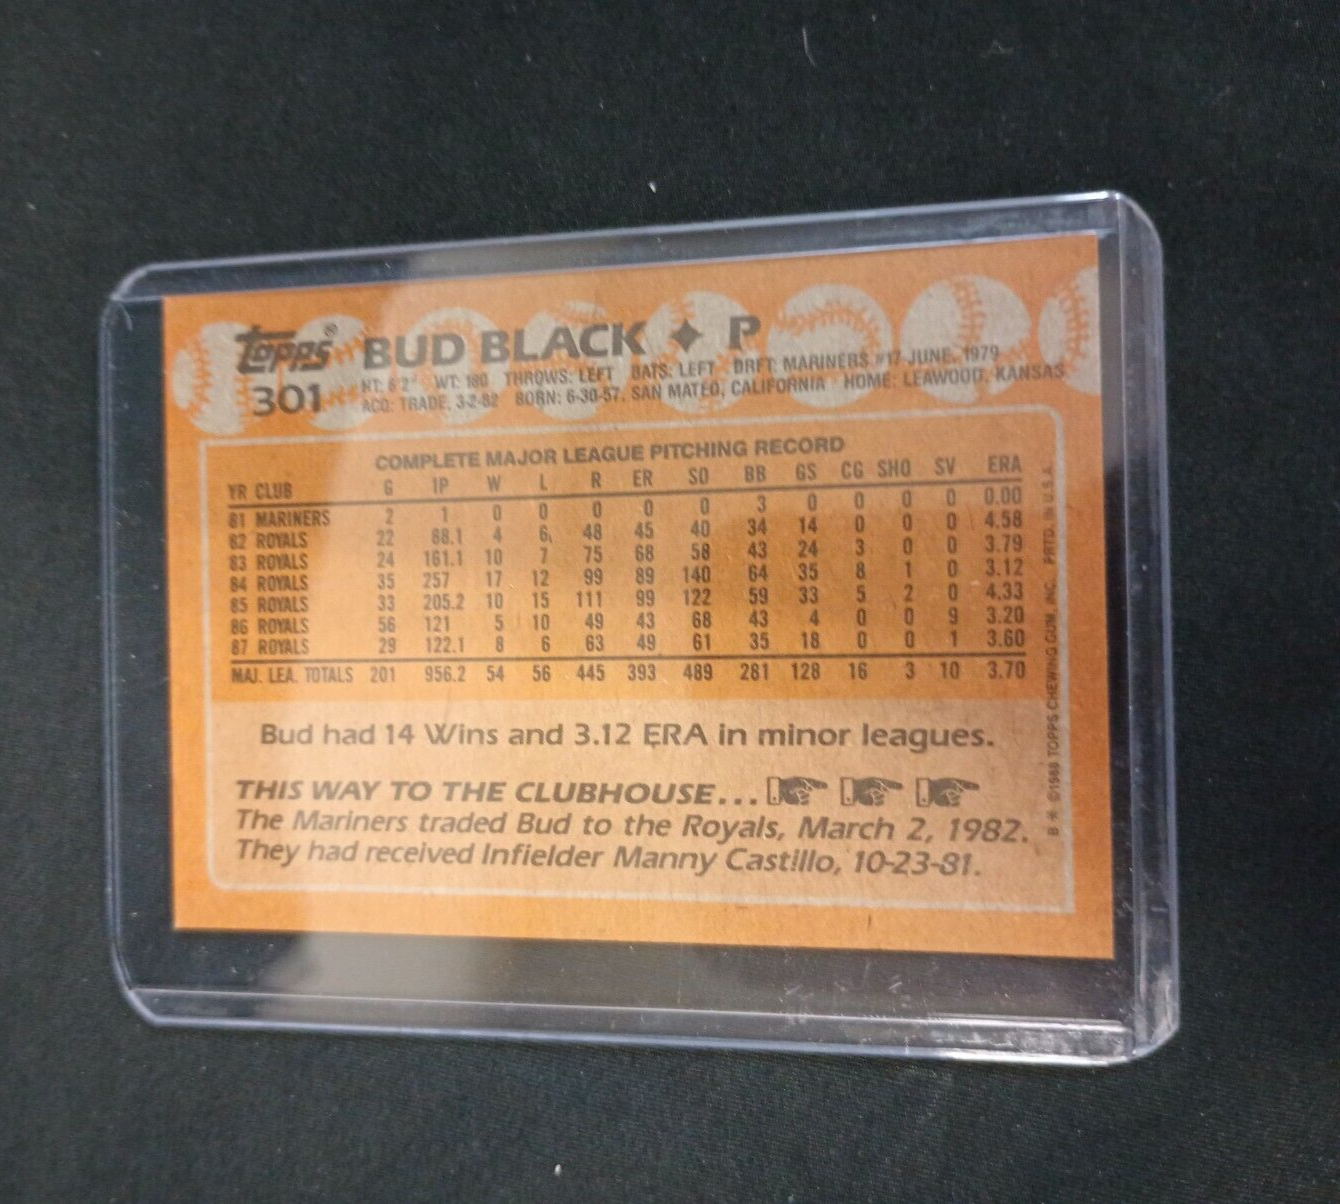 Topps® BUD BLACK ✦ P
301 HT: 6'2" WT: 180 THROWS: LEFT BATS: LEFT DRFT: MARINERS #17-JUNE, 1979
ACQ: TRADE, 3-2-82 BORN: 6-30-57, SAN MATEO, CALIFORNIA HOME: LEAWOOD, KANSAS
COMPLETE MAJOR LEAGUE PITCHING RECORD
YR CLUB G IP W L R ER SO BB GS CG SHO SV ERA
81 MARINERS 2 1 0 0 0 0 0 3 0 0 0 0 0.00
82 ROYALS 22 88.1 4 6 48 45 40 34 14 0 0 0 4.58
83 ROYALS 24 161.1 10 7 75 68 58 43 24 3 0 0 3.79
84 ROYALS 35 257 17 12 99 89 140 64 35 8 1 0 3.12
85 ROYALS 33 205.2 10 15 111 99 122 59 33 5 2 0 4.33
86 ROYALS 56 121 5 10 49 43 68 43 4 0 0 9 3.20
87 ROYALS 29 122.1 8 6 63 49 61 35 18 0 0 1 3.60
MAJ. LEA. TOTALS 201 956.2 54 56 445 393 489 281 128 16 3 10 3.70
Bud had 14 Wins and 3.12 ERA in minor leagues.
THIS WAY TO THE CLUBHOUSE...
The Mariners traded Bud to the Royals, March 2, 1982.
They had received Infielder Manny Castillo, 10-23-81.
B* ©1988 TOPPS CHEWING GUM, INC. PRTD. IN U.S.A.